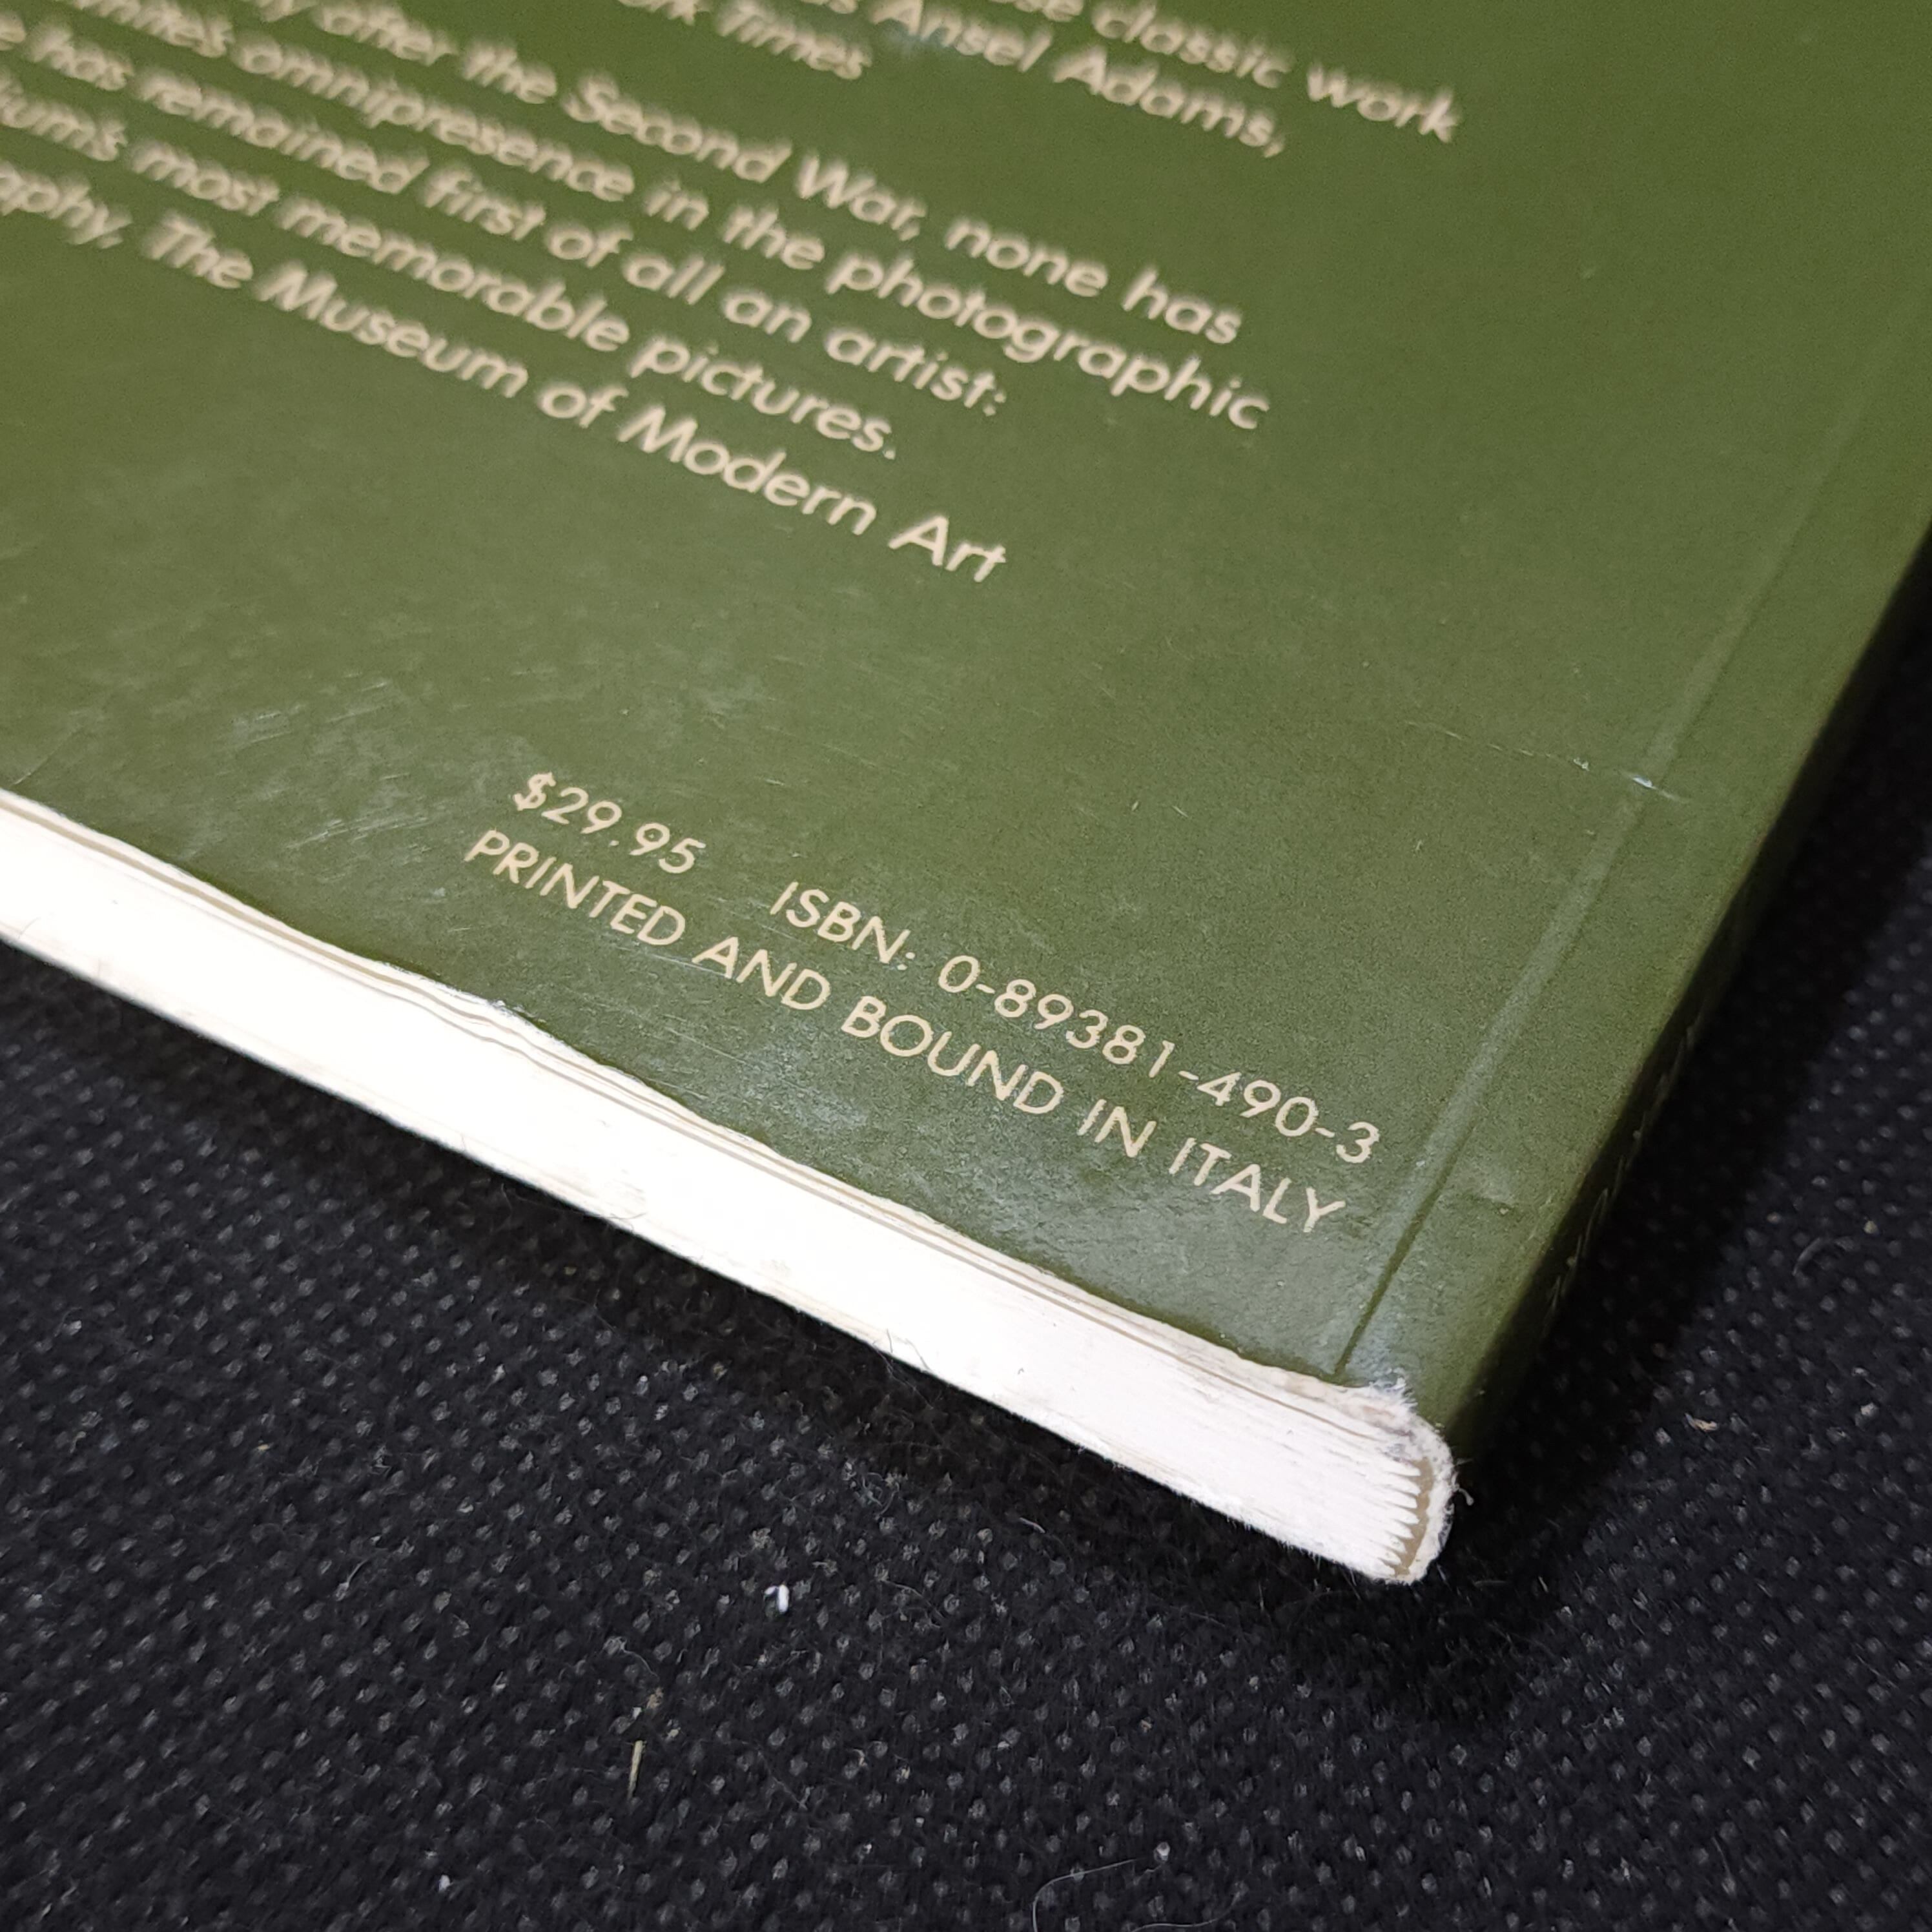 classic work
Ansel Adams,
Times
after the Second War, none has
omnipresence in the photographic
has remained first of all an artist:
most memorable pictures.
The Museum of Modern Art
$29.95 ISBN: 0-89381-490-3
PRINTED AND BOUND IN ITALY